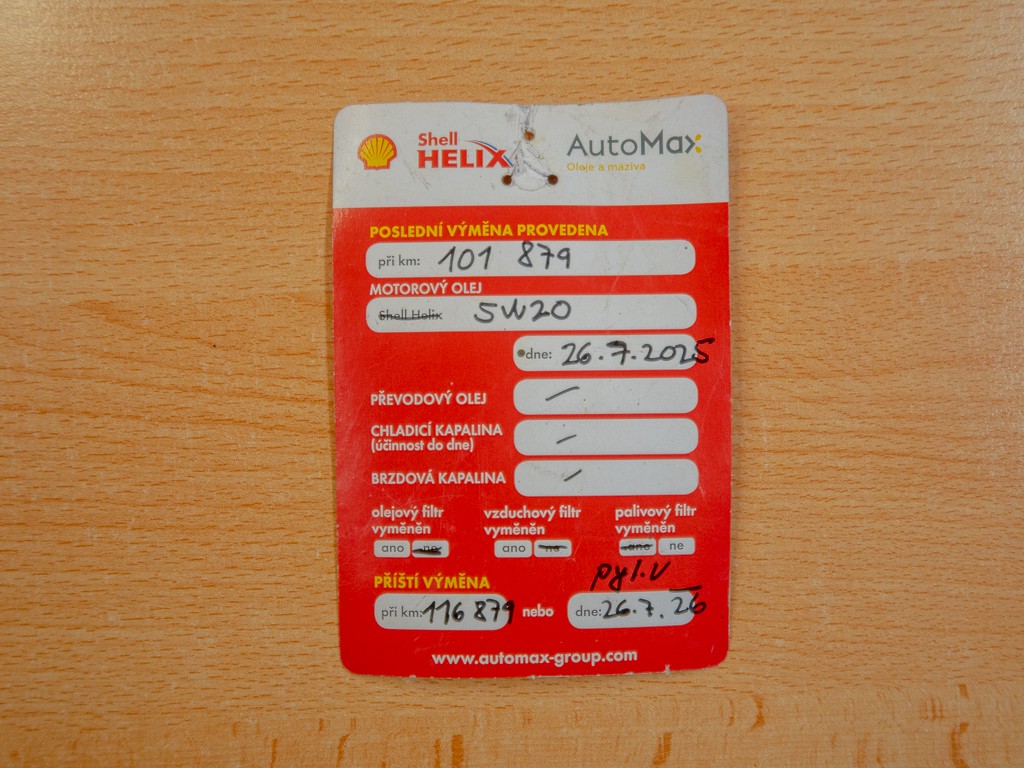 Shell
HELIX
AutoMax
Oleje a maziva
POSLEDNÍ VÝMĚNA PROVEDENA
při km: 101 879
MOTOROVÝ OLEJ
Shell Helix 5W20
dne: 26.7.2025
PŘEVODOVÝ OLEJ –
CHLADICÍ KAPALINA
(účinnost do dne) –
BRZDOVÁ KAPALINA –
olejový filtr vzduchový filtr palivový filtr
vyměněn vyměněn vyměněn
ano ne ano ne ano ne
pyl.v
PŘÍŠTÍ VÝMĚNA
při km: 116 879 nebo dne: 26.7.26
www.automax-group.com